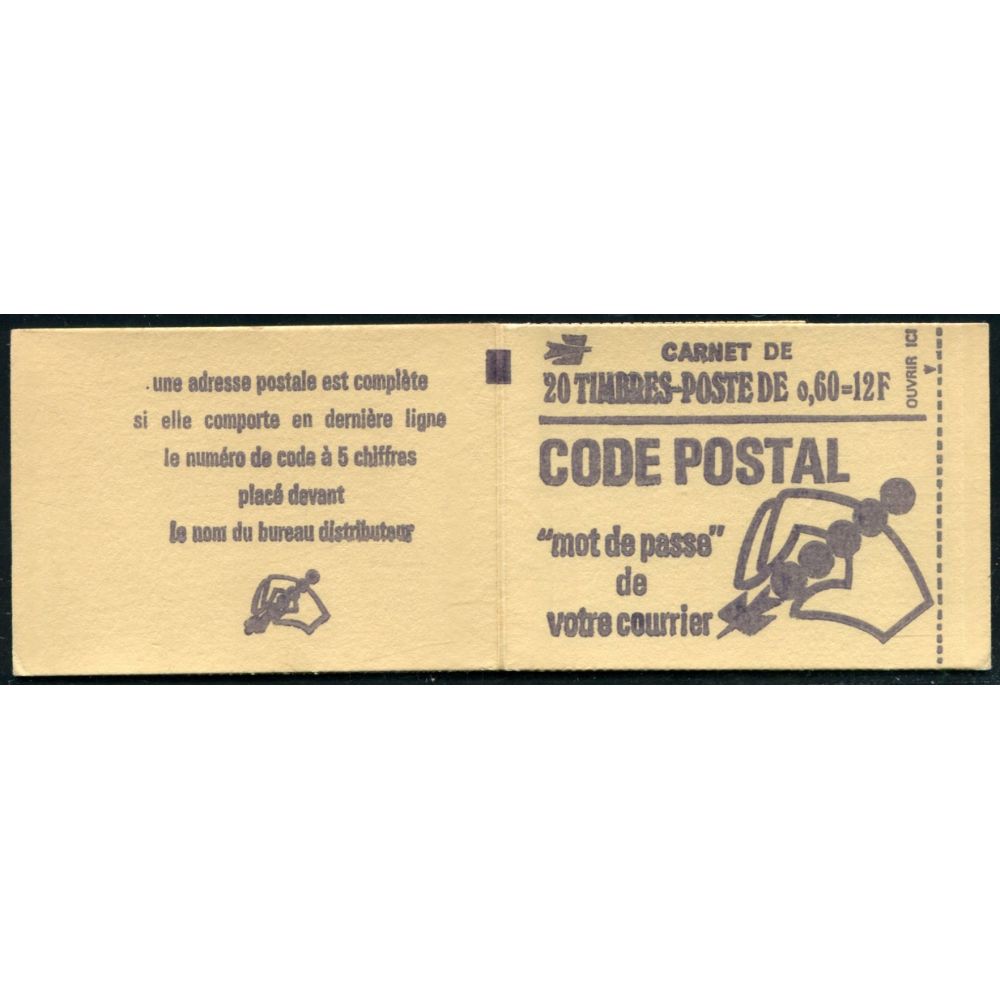 une adresse postale est complète
si elle comporte en dernière ligne
le numéro de code à 5 chiffres
placé devant
le nom du bureau distributeur
CARNET DE
20 TIMBRES-POSTE DE 0,60=12F
OUVRIR ICI
CODE POSTAL
"mot de passe"
de
votre courrier